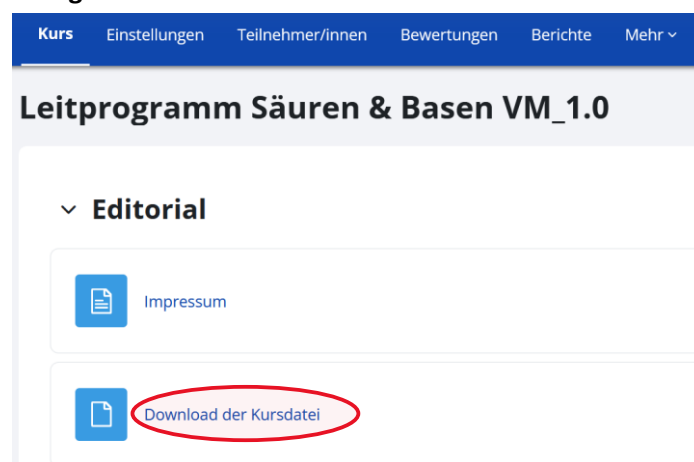 Kurs Einstellungen Teilnehmer/innen Bewertungen Berichte Mehr
Leitprogramm Säuren & Basen VM_1.0
Editorial
Impressum
Download der Kursdatei